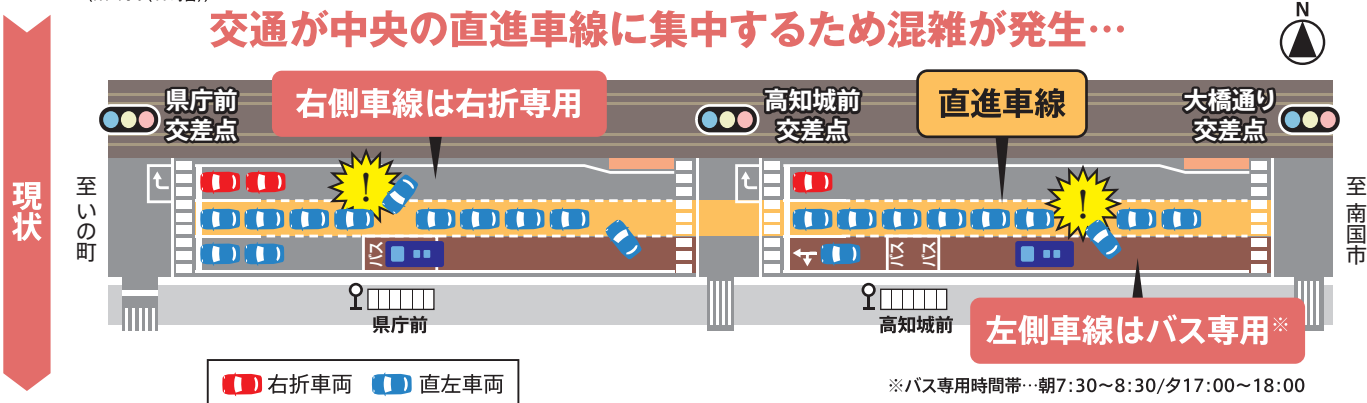 交通が中央の直進車線に集中するため混雑が発生…
N
現状
県庁前
交差点
右側車線は右折専用
高知城前
交差点
直進車線
大橋通り
交差点
至 いの町
至 南国市
バス
バス
バス
県庁前
高知城前
左側車線はバス専用※
右折車両
直左車両
※バス専用時間帯…朝7:30～8:30/夕17:00～18:00